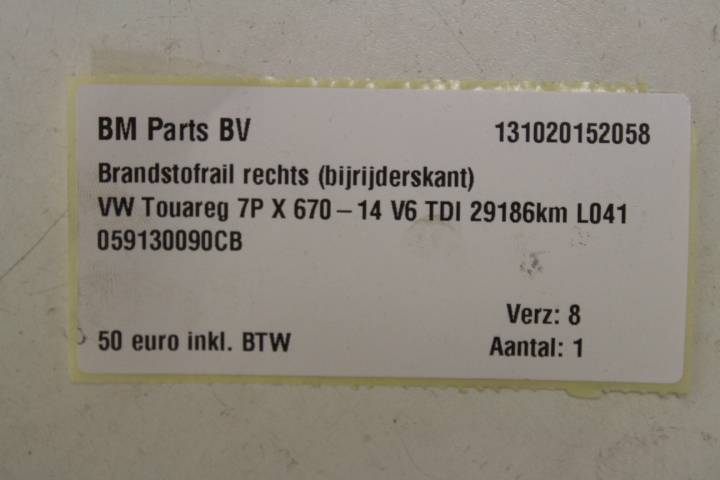 BM Parts BV 131020152058
Brandstofrail rechts (bijrijderskant)
VW Touareg 7P X 670 – 14 V6 TDI 29186km L041
059130090CB
Verz: 8
50 euro inkl. BTW Aantal: 1